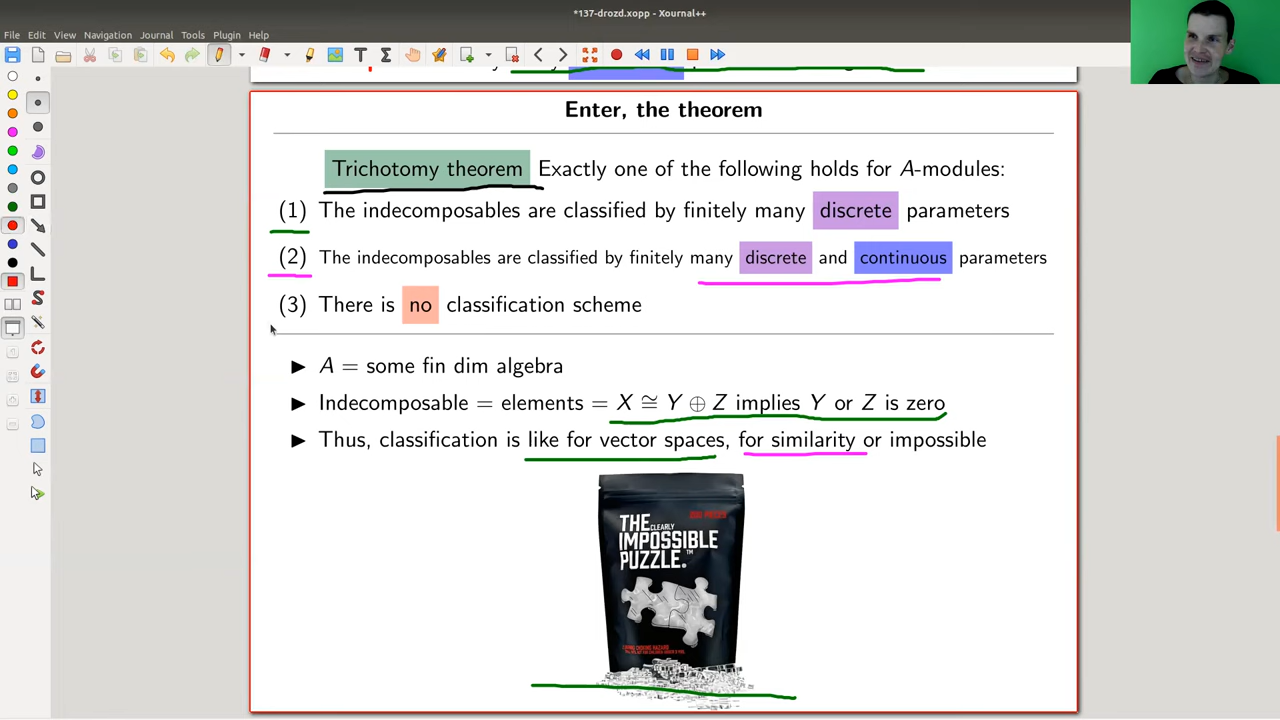 *137-drozd.xopp - Xournal++
File Edit View Navigation Journal Tools Plugin Help
Enter, the theorem
Trichotomy theorem Exactly one of the following holds for A-modules:
(1) The indecomposables are classified by finitely many discrete parameters
(2) The indecomposables are classified by finitely many discrete and continuous parameters
(3) There is no classification scheme
▶ A = some fin dim algebra
▶ Indecomposable = elements = X ≅ Y ⊕ Z implies Y or Z is zero
▶ Thus, classification is like for vector spaces, for similarity or impossible
THE CLEARLY
IMPOSSIBLE
PUZZLE.™